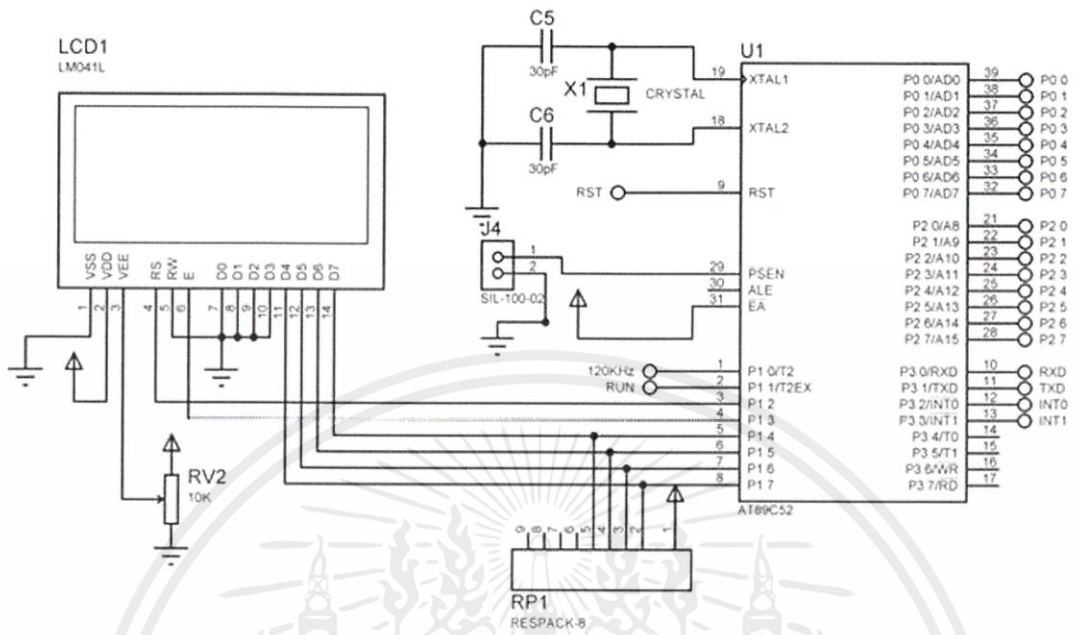 LCD1
LM041L
VSS
VDD
VEE
RS
RW
E
D0
D1
D2
D3
D4
D5
D6
D7
1
2
3
4
5
6
7
8
9
10
11
12
13
14
RV2
10K
C5
30pF
X1
CRYSTAL
C6
30pF
RST
J4
1
2
SIL-100-02
120KHz
RUN
U1
19
XTAL1
18
XTAL2
9
RST
29
PSEN
30
ALE
31
EA
1
P1 0/T2
2
P1 1/T2EX
3
P1 2
4
P1 3
5
P1 4
6
P1 5
7
P1 6
8
P1 7
P0 0/AD0 39 P0 0
P0 1/AD1 38 P0 1
P0 2/AD2 37 P0 2
P0 3/AD3 36 P0 3
P0 4/AD4 35 P0 4
P0 5/AD5 34 P0 5
P0 6/AD6 33 P0 6
P0 7/AD7 32 P0 7
P2 0/A8 21 P2 0
P2 1/A9 22 P2 1
P2 2/A10 23 P2 2
P2 3/A11 24 P2 3
P2 4/A12 25 P2 4
P2 5/A13 26 P2 5
P2 6/A14 27 P2 6
P2 7/A15 28 P2 7
P3 0/RXD 10 RXD
P3 1/TXD 11 TXD
P3 2/INT0 12 INT0
P3 3/INT1 13 INT1
P3 4/T0 14
P3 5/T1 15
P3 6/WR 16
P3 7/RD 17
AT89C52
9
8
7
6
5
4
3
2
1
RP1
RESPACK-8